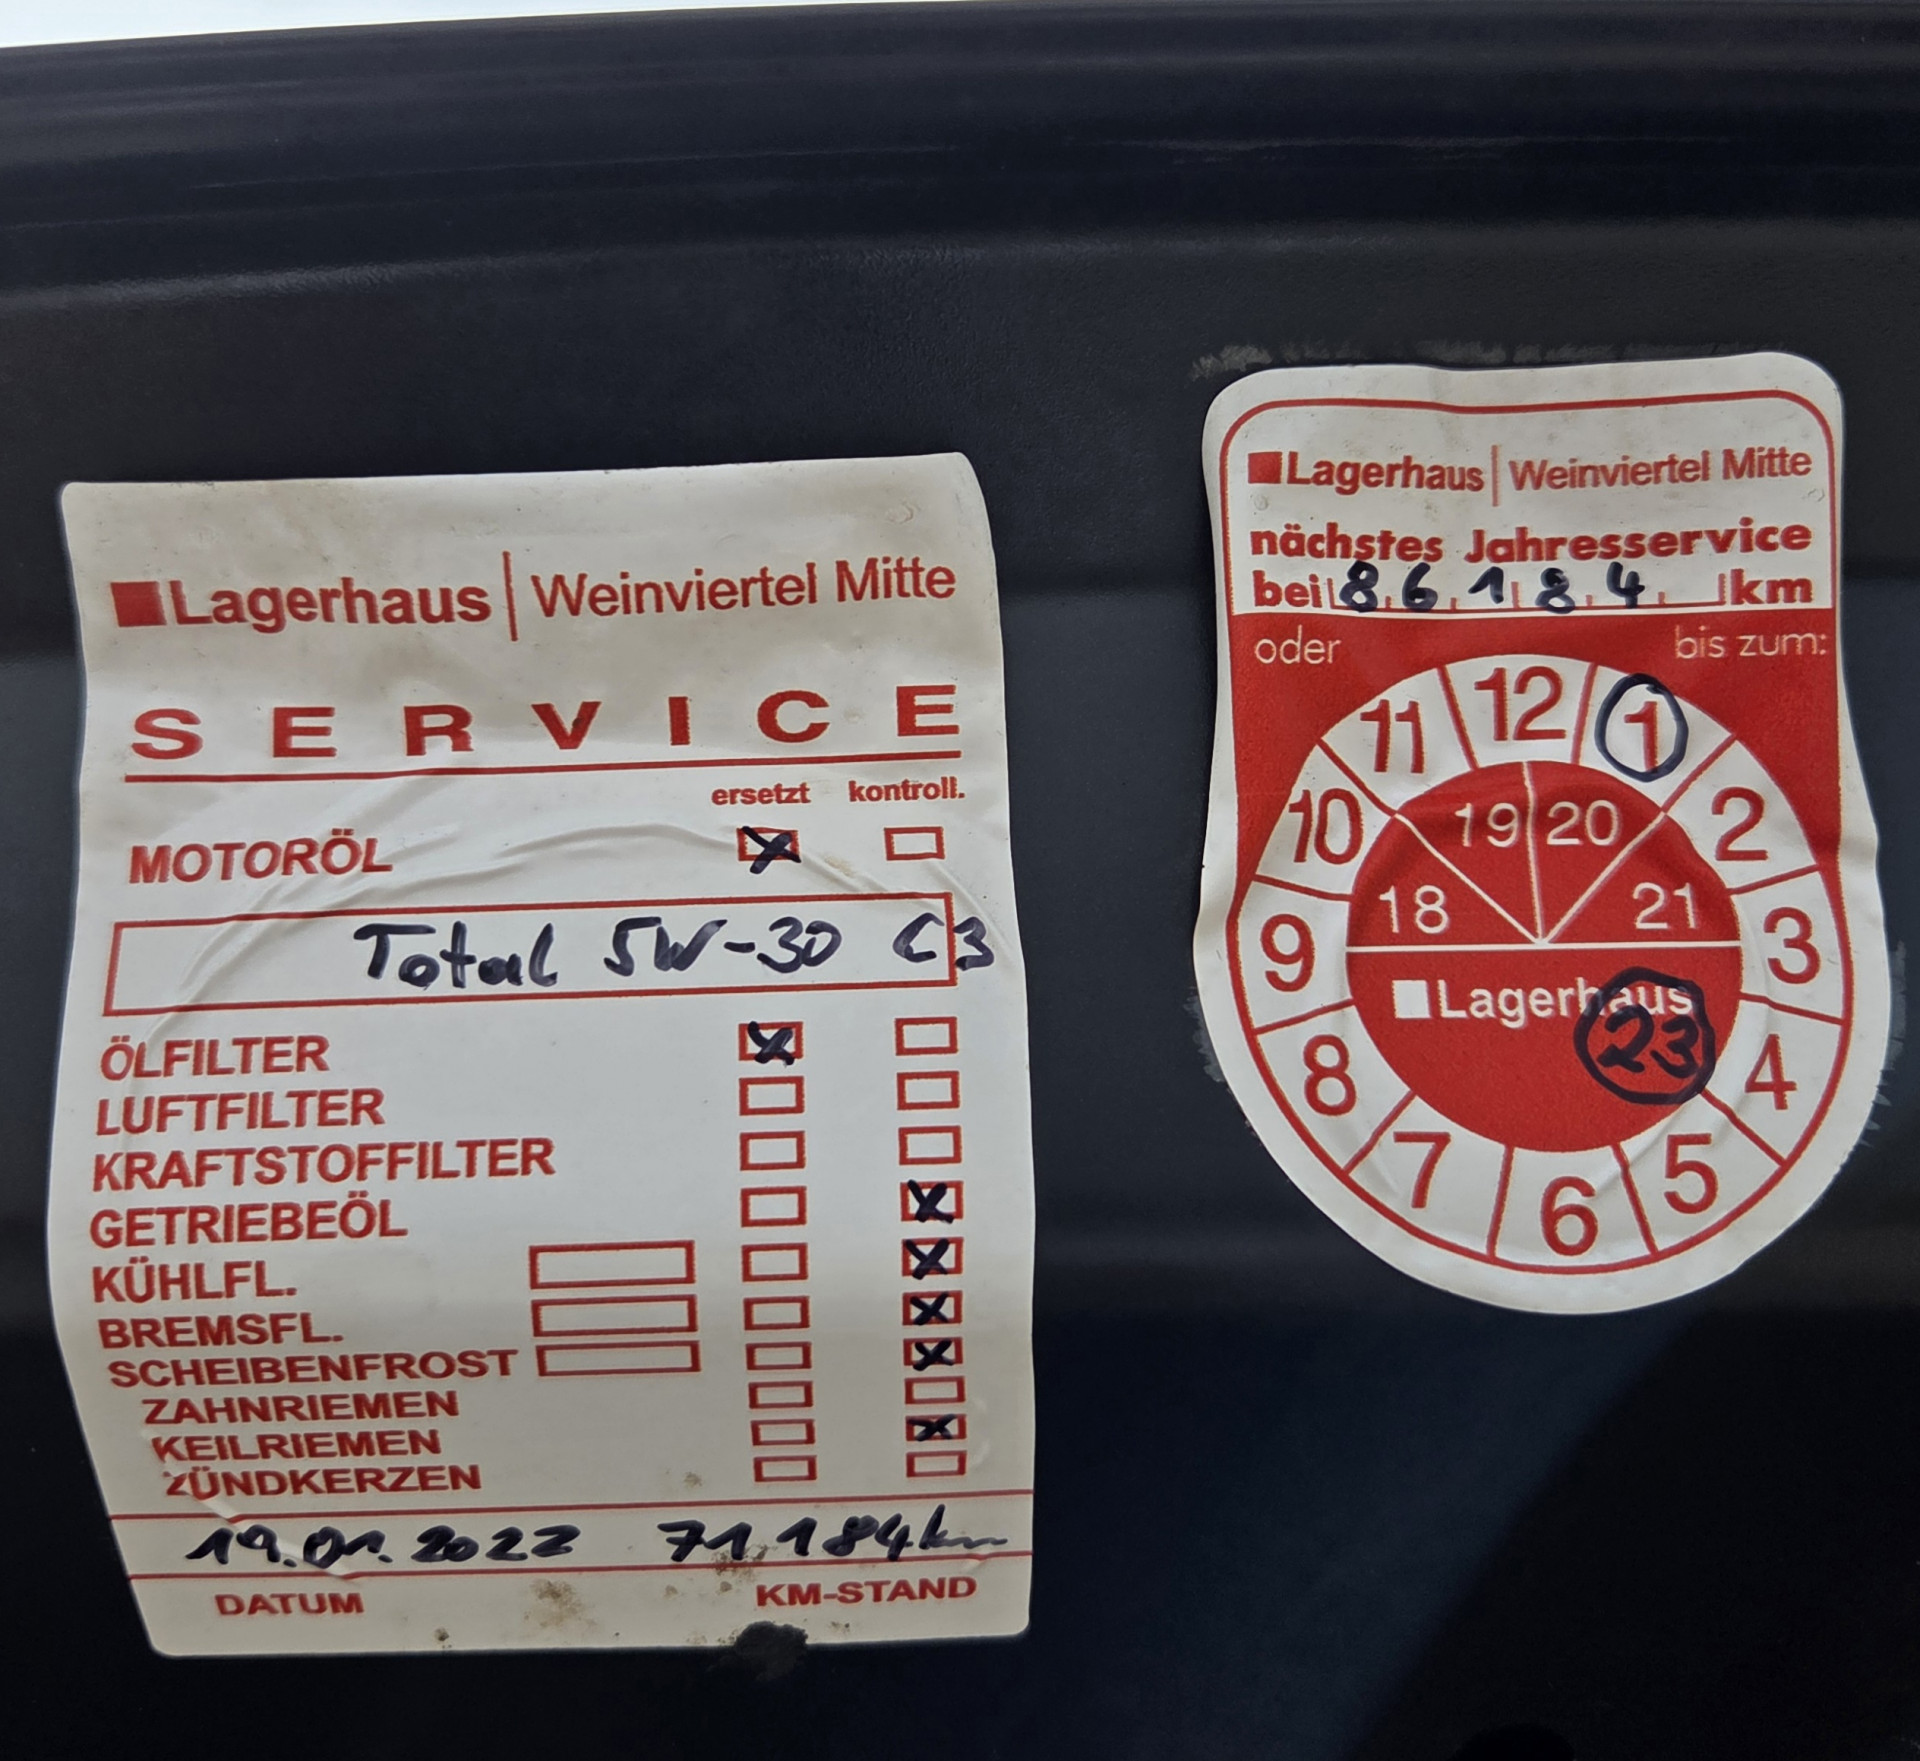 Lagerhaus | Weinviertel Mitte
SERVICE
ersetzt kontroll.
MOTORÖL
Total 5W-30 C3
ÖLFILTER
LUFTFILTER
KRAFTSTOFFILTER
GETRIEBEÖL
KÜHLFL.
BREMSFL.
SCHEIBENFROST
ZAHNRIEMEN
KEILRIEMEN
ZÜNDKERZEN
19.01.2022 71184km
DATUM KM-STAND
Lagerhaus | Weinviertel Mitte
nächstes Jahresservice
bei 86184 km
oder bis zum:
12 1 2 3 4 5 6 7 8 9 10 11
18 19 20 21
Lagerhaus
23